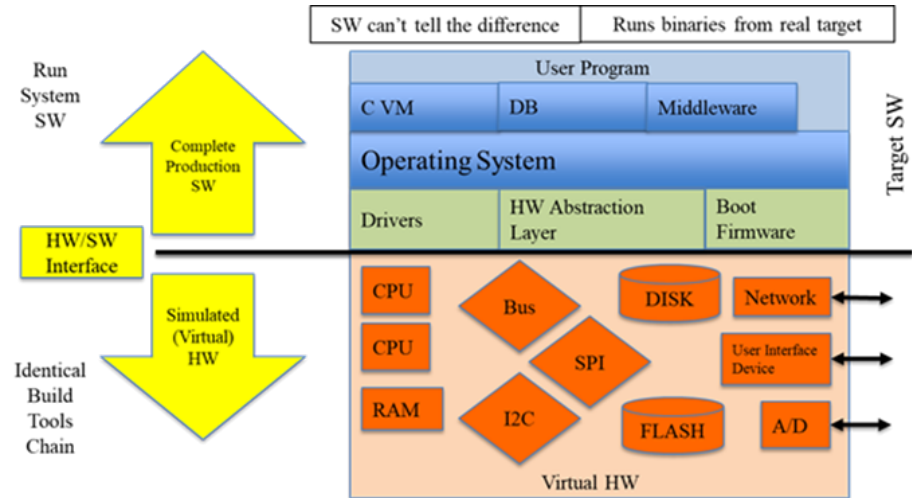 SW can't tell the difference
Runs binaries from real target
Run
System
SW
Complete
Production
SW
User Program
C VM
DB
Middleware
Operating System
Drivers
HW Abstraction
Layer
Boot
Firmware
Target SW
HW/SW
Interface
Simulated
(Virtual)
HW
Identical
Build
Tools
Chain
CPU
Bus
DISK
Network
CPU
SPI
User Interface
Device
RAM
I2C
FLASH
A/D
Virtual HW